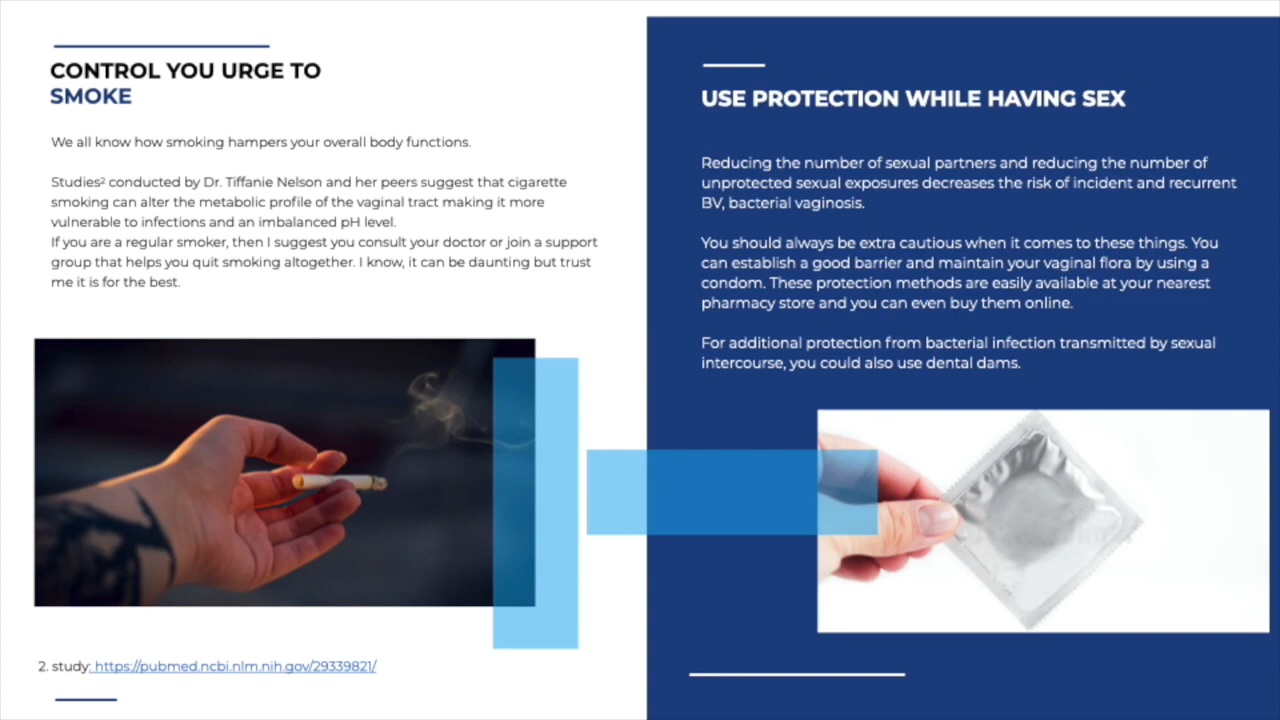 CONTROL YOU URGE TO
SMOKE
We all know how smoking hampers your overall body functions.
Studies² conducted by Dr. Tiffanie Nelson and her peers suggest that cigarette
smoking can alter the metabolic profile of the vaginal tract making it more
vulnerable to infections and an imbalanced pH level.
If you are a regular smoker, then I suggest you consult your doctor or join a support
group that helps you quit smoking altogether. I know, it can be daunting but trust
me it is for the best.
2. study: https://pubmed.ncbi.nlm.nih.gov/29339821/
USE PROTECTION WHILE HAVING SEX
Reducing the number of sexual partners and reducing the number of
unprotected sexual exposures decreases the risk of incident and recurrent
BV, bacterial vaginosis.
You should always be extra cautious when it comes to these things. You
can establish a good barrier and maintain your vaginal flora by using a
condom. These protection methods are easily available at your nearest
pharmacy store and you can even buy them online.
For additional protection from bacterial infection transmitted by sexual
intercourse, you could also use dental dams.